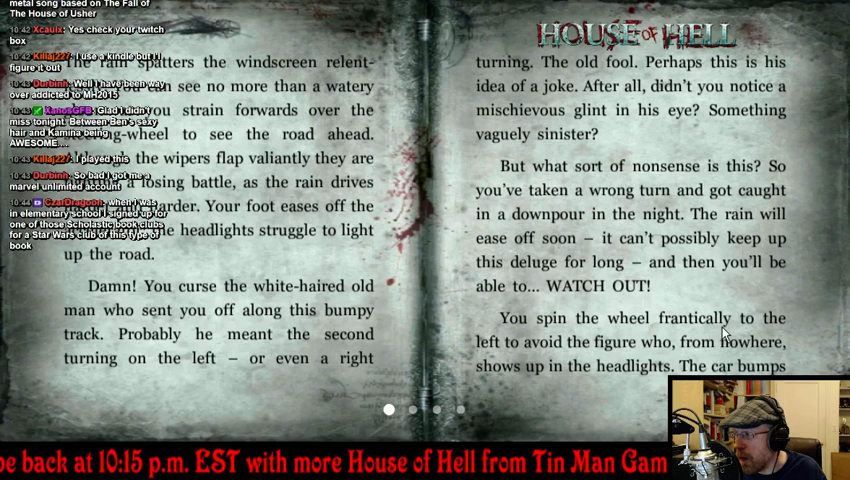 metal song based on The Fall of
The House of Usher
10:42 Xcaulx: Yes check your twitch
box
10:42 Killaj227: I use a kindle but i'll
figure it out
10:43 Durbinh: Well I have been way
over addicted to MH2015
10:43 XanosGFB: Glad I didn't
miss tonight Between Ben's sexy
hair and Kamina being
AWESOME....
10:43 Killaj227: I played this
10:43 Durbinh: So bad I got me a
marvel unlimited account
10:44 CzarDragoon: when I was
in elementary school I signed up for
one of those Scholastic book clubs
for a Star Wars club of this type of
book
rain spatters the windscreen relent-
see no more than a watery
strain forwards over the
-wheel to see the road ahead.
the wipers flap valiantly they are
a losing battle, as the rain drives
harder. Your foot eases off the
the headlights struggle to light
up the road.
Damn! You curse the white-haired old
man who sent you off along this bumpy
track. Probably he meant the second
turning on the left – or even a right
HOUSE OF HELL
turning. The old fool. Perhaps this is his
idea of a joke. After all, didn't you notice a
mischievous glint in his eye? Something
vaguely sinister?
But what sort of nonsense is this? So
you've taken a wrong turn and got caught
in a downpour in the night. The rain will
ease off soon – it can't possibly keep up
this deluge for long – and then you'll be
able to... WATCH OUT!
You spin the wheel frantically to the
left to avoid the figure who, from nowhere,
shows up in the headlights. The car bumps
be back at 10:15 p.m. EST with more House of Hell from Tin Man Gam